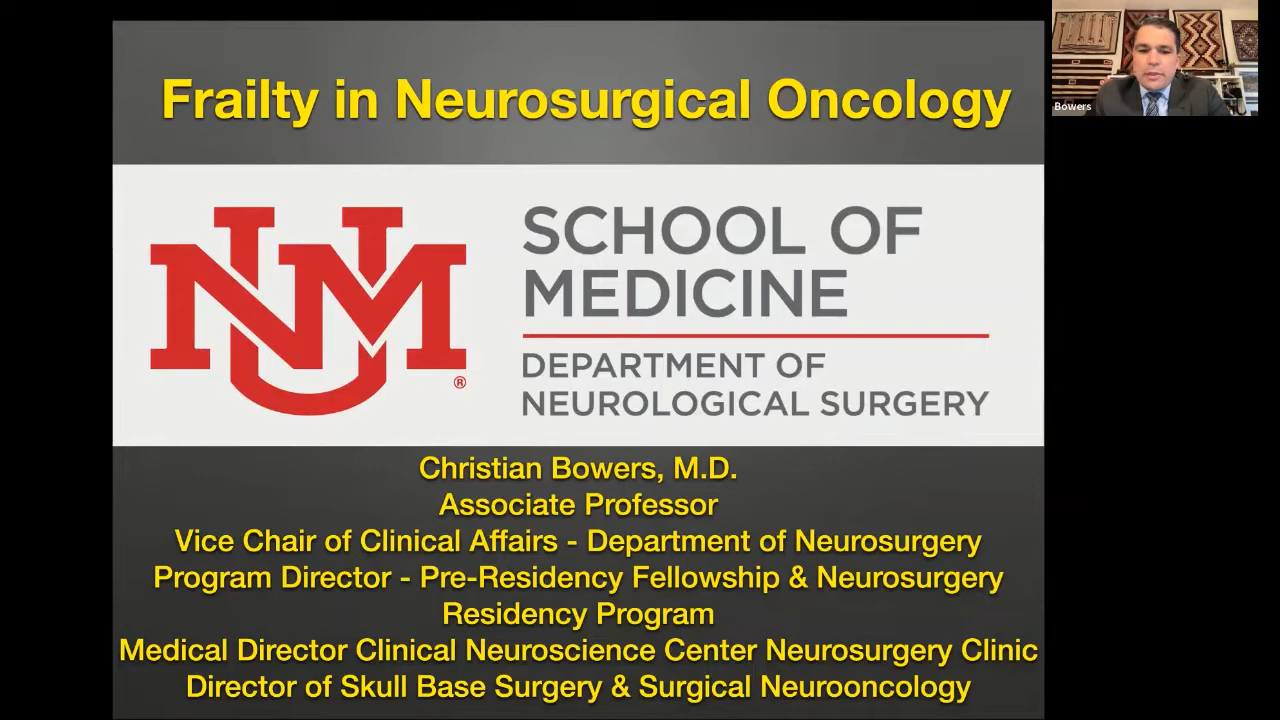 Frailty in Neurosurgical Oncology
Bowers
UNM
®
SCHOOL OF
MEDICINE
DEPARTMENT OF
NEUROLOGICAL SURGERY
Christian Bowers, M.D.
Associate Professor
Vice Chair of Clinical Affairs - Department of Neurosurgery
Program Director - Pre-Residency Fellowship & Neurosurgery
Residency Program
Medical Director Clinical Neuroscience Center Neurosurgery Clinic
Director of Skull Base Surgery & Surgical Neurooncology